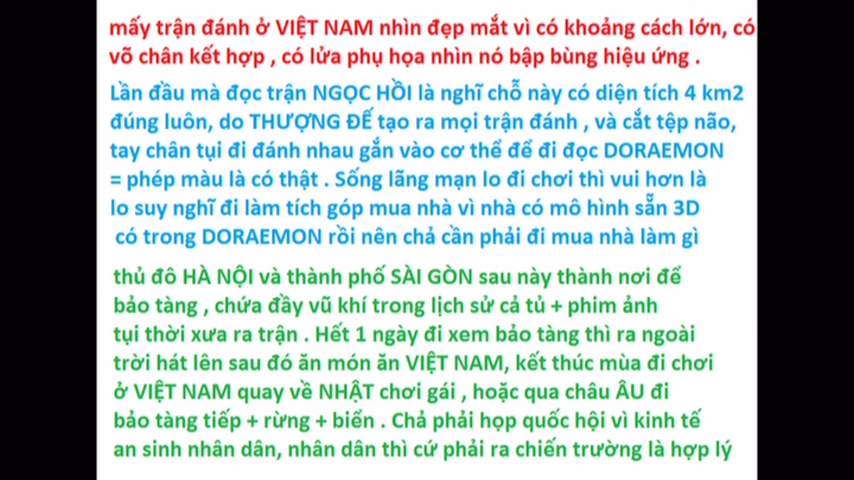 mấy trận đánh ở VIỆT NAM nhìn đẹp mắt vì có khoảng cách lớn, có
võ chân kết hợp , có lửa phụ họa nhìn nó bập bùng hiệu ứng .
Lần đầu mà đọc trận NGỌC HỒI là nghĩ chỗ này có diện tích 4 km2
đúng luôn, do THƯỢNG ĐẾ tạo ra mọi trận đánh , và cắt tệp não,
tay chân tụi đi đánh nhau gắn vào cơ thể để đi đọc DORAEMON
= phép màu là có thật . Sống lãng mạn lo đi chơi thì vui hơn là
lo suy nghĩ đi làm tích góp mua nhà vì nhà có mô hình sẵn 3D
có trong DORAEMON rồi nên chả cần phải đi mua nhà làm gì
thủ đô HÀ NỘI và thành phố SÀI GÒN sau này thành nơi để
bảo tàng , chứa đầy vũ khí trong lịch sử cả tủ + phim ảnh
tụi thời xưa ra trận . Hết 1 ngày đi xem bảo tàng thì ra ngoài
trời hát lên sau đó ăn món ăn VIỆT NAM, kết thúc mùa đi chơi
ở VIỆT NAM quay về NHẬT chơi gái , hoặc qua châu ÂU đi
bảo tàng tiếp + rừng + biển . Chả phải họp quốc hội vì kinh tế
an sinh nhân dân, nhân dân thì cứ phải ra chiến trường là hợp lý